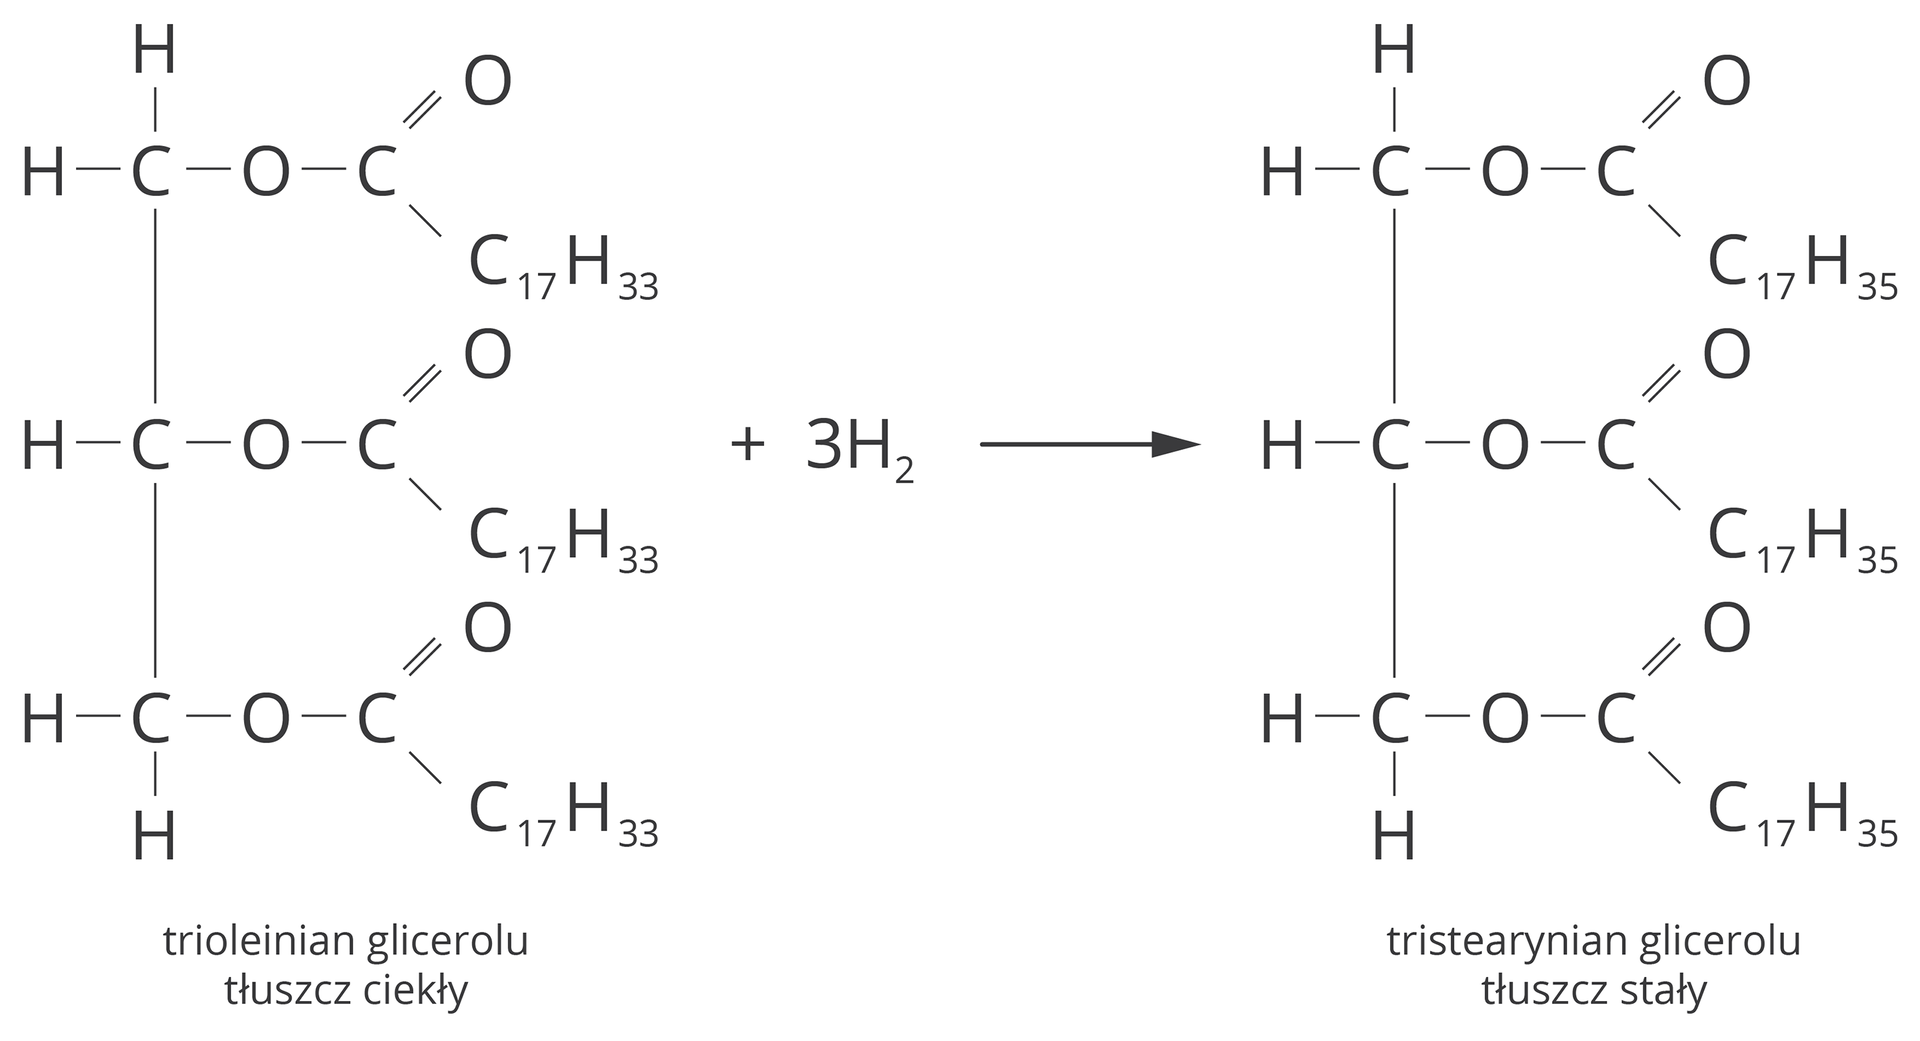 H O H O
H C O C H C O C
C17H33 C17H35
O O
H C O C + 3H2 H C O C
C17H33 C17H35
O O
H C O C H C O C
C17H33 C17H35
H H
trioleinian glicerolu tristearynian glicerolu
tłuszcz ciekły tłuszcz stały